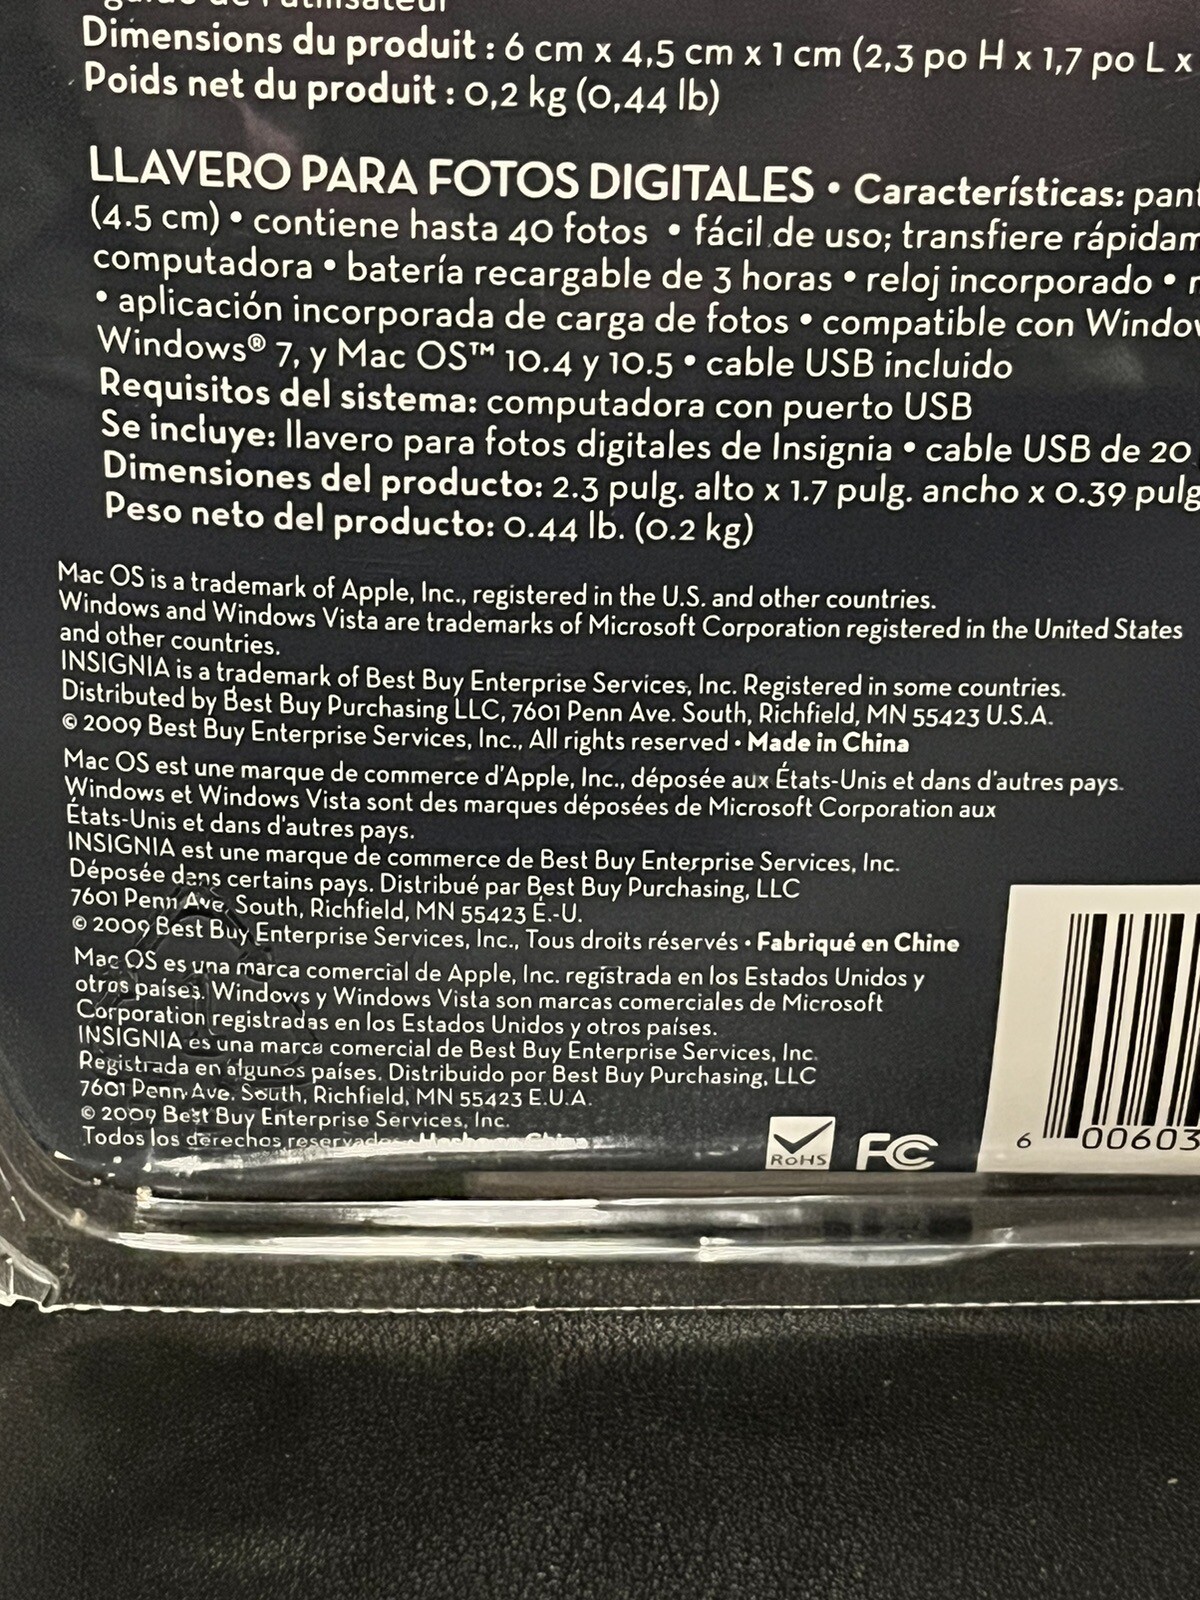 guide de l'utilisateur
Dimensions du produit : 6 cm x 4,5 cm x 1 cm (2,3 po H x 1,7 po L x
Poids net du produit : 0,2 kg (0,44 lb)
LLAVERO PARA FOTOS DIGITALES • Características:
(4.5 cm) • contiene hasta 40 fotos • fácil de uso; transfiere
computadora • batería recargable de 3 horas • reloj incorporado •
• aplicación incorporada de carga de fotos • compatible con
Windows® 7, y Mac OS™ 10.4 y 10.5 • cable USB incluido
Requisitos del sistema: computadora con puerto USB
Se incluye: llavero para fotos digitales de Insignia • cable USB de 20
Dimensiones del producto: 2.3 pulg. alto x 1.7 pulg. ancho x 0.39 pulg
Peso neto del producto: 0.44 lb. (0.2 kg)
Mac OS is a trademark of Apple, Inc., registered in the U.S. and other countries.
Windows and Windows Vista are trademarks of Microsoft Corporation registered in the United States
and other countries.
INSIGNIA is a trademark of Best Buy Enterprise Services, Inc. Registered in some countries.
Distributed by Best Buy Purchasing LLC, 7601 Penn Ave. South, Richfield, MN 55423 U.S.A.
© 2009 Best Buy Enterprise Services, Inc., All rights reserved • Made in China
Mac OS est une marque de commerce d'Apple, Inc., déposée aux États-Unis et dans d'autres pays.
Windows et Windows Vista sont des marques déposées de Microsoft Corporation aux
États-Unis et dans d'autres pays.
INSIGNIA est une marque de commerce de Best Buy Enterprise Services, Inc.
Déposée dans certains pays. Distribué par Best Buy Purchasing, LLC
7601 Penn Ave. South, Richfield, MN 55423 É.-U.
© 2009 Best Buy Enterprise Services, Inc., Tous droits réservés • Fabriqué en Chine
Mac OS es una marca comercial de Apple, Inc. registrada en los Estados Unidos y
otros países. Windows y Windows Vista son marcas comerciales de Microsoft
Corporation registradas en los Estados Unidos y otros países.
INSIGNIA es una marca comercial de Best Buy Enterprise Services, Inc.
Registrada en algunos países. Distribuido por Best Buy Purchasing, LLC
7601 Penn Ave. South, Richfield, MN 55423 E.U.A.
© 2009 Best Buy Enterprise Services, Inc.
Todos los derechos reservados • Hecho en China
RoHS FC
6 00603